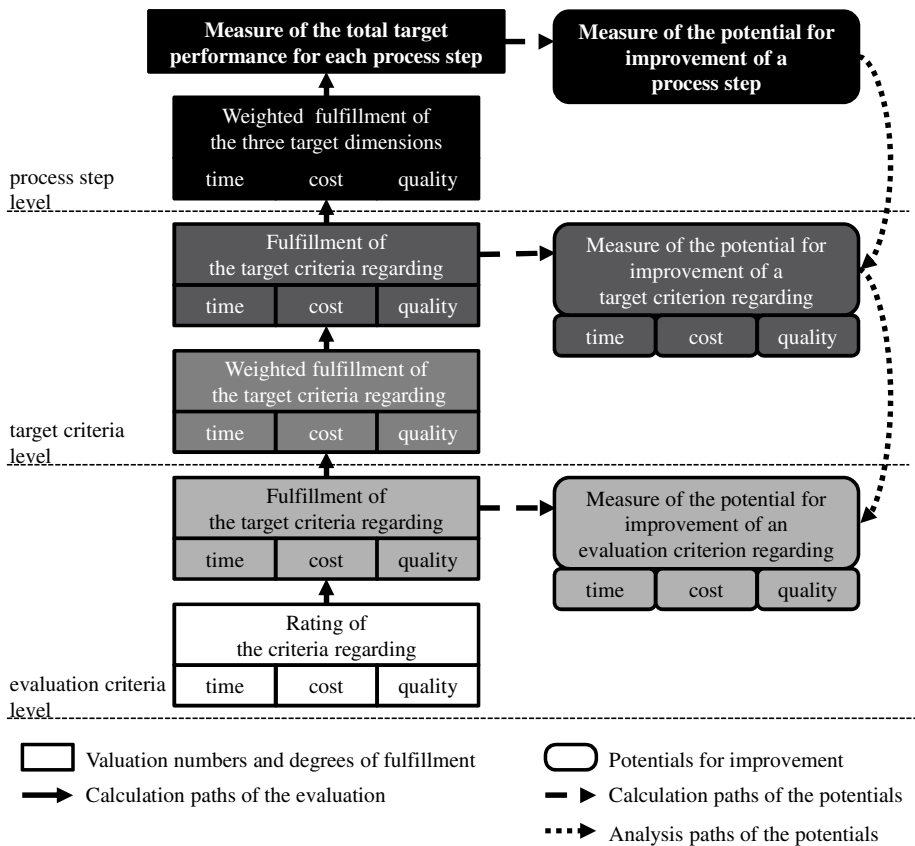 Measure of the total target
performance for each process step
Measure of the potential for
improvement of a
process step
Weighted fulfillment of
the three target dimensions
time cost quality
process step
level
Fulfillment of
the target criteria regarding
time cost quality
Measure of the potential for
improvement of a
target criterion regarding
time cost quality
Weighted fulfillment of
the target criteria regarding
time cost quality
target criteria
level
Fulfillment of
the target criteria regarding
time cost quality
Measure of the potential for
improvement of an
evaluation criterion regarding
time cost quality
Rating of
the criteria regarding
time cost quality
evaluation criteria
level
Valuation numbers and degrees of fulfillment
Calculation paths of the evaluation
Potentials for improvement
Calculation paths of the potentials
Analysis paths of the potentials